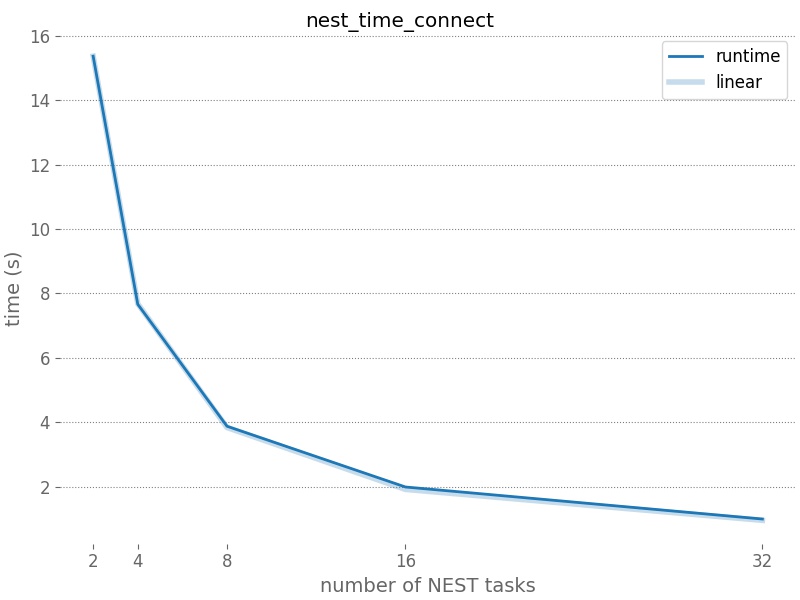 nest_time_connect
runtime
linear
16
14
12
10
8
6
4
2
time (s)
2 4 8 16 32
number of NEST tasks